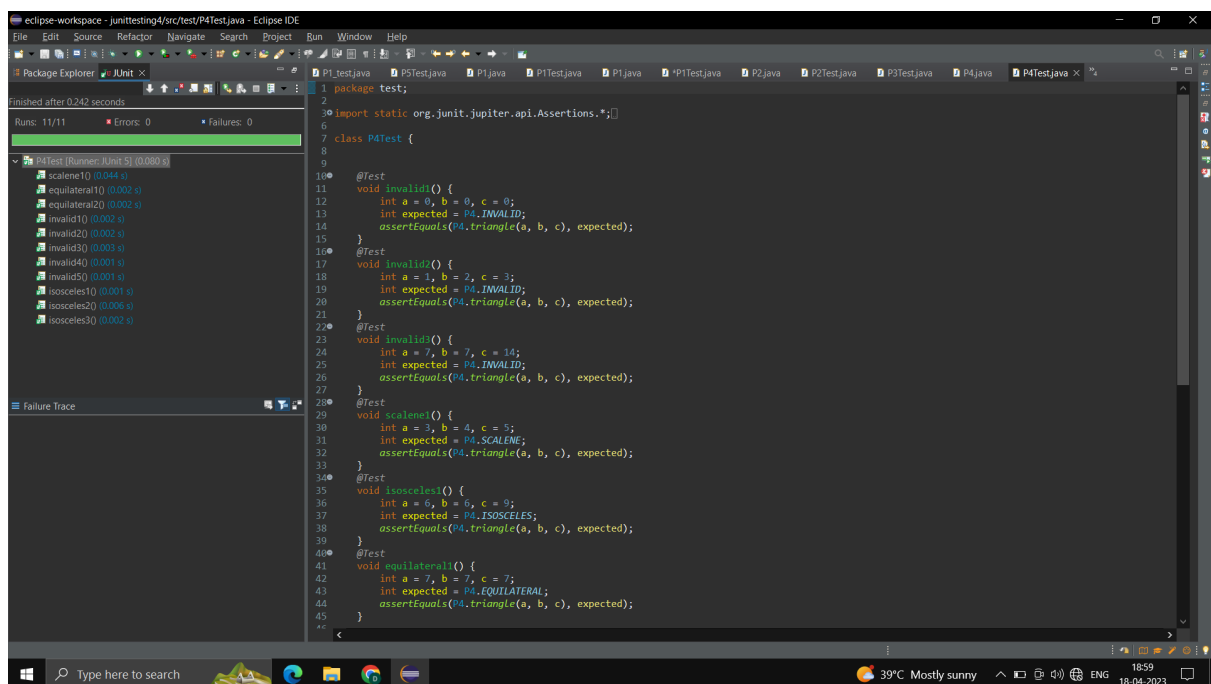 eclipse-workspace - junittesting4/src/test/P4Test.java - Eclipse IDE
File Edit Source Refactor Navigate Search Project Run Window Help
Package Explorer JUnit
Finished after 0.242 seconds
Runs: 11/11 Errors: 0 Failures: 0
P4Test [Runner: JUnit 5] (0.080 s)
scalene1() (0.044 s)
equilateral1() (0.002 s)
equilateral2() (0.002 s)
invalid1() (0.002 s)
invalid2() (0.002 s)
invalid3() (0.003 s)
invalid4() (0.001 s)
invalid5() (0.001 s)
isosceles1() (0.001 s)
isosceles2() (0.006 s)
isosceles3() (0.002 s)
Failure Trace
P1_test.java P5Test.java P1.java P1Test.java P1.java *P1Test.java P2.java P2Test.java P3Test.java P4.java P4Test.java
1 package test;
2
3 import static org.junit.jupiter.api.Assertions.*;
6
7 class P4Test {
8
9
10 @Test
11 void invalid1() {
12 int a = 0, b = 0, c = 0;
13 int expected = P4.INVALID;
14 assertEquals(P4.triangle(a, b, c), expected);
15 }
16 @Test
17 void invalid2() {
18 int a = 1, b = 2, c = 3;
19 int expected = P4.INVALID;
20 assertEquals(P4.triangle(a, b, c), expected);
21 }
22 @Test
23 void invalid3() {
24 int a = 7, b = 7, c = 14;
25 int expected = P4.INVALID;
26 assertEquals(P4.triangle(a, b, c), expected);
27 }
28 @Test
29 void scalene1() {
30 int a = 3, b = 4, c = 5;
31 int expected = P4.SCALENE;
32 assertEquals(P4.triangle(a, b, c), expected);
33 }
34 @Test
35 void isosceles1() {
36 int a = 6, b = 6, c = 9;
37 int expected = P4.ISOSCELES;
38 assertEquals(P4.triangle(a, b, c), expected);
39 }
40 @Test
41 void equilateral1() {
42 int a = 7, b = 7, c = 7;
43 int expected = P4.EQUILATERAL;
44 assertEquals(P4.triangle(a, b, c), expected);
45 }
Type here to search
39°C Mostly sunny
ENG
18:59
18-04-2023